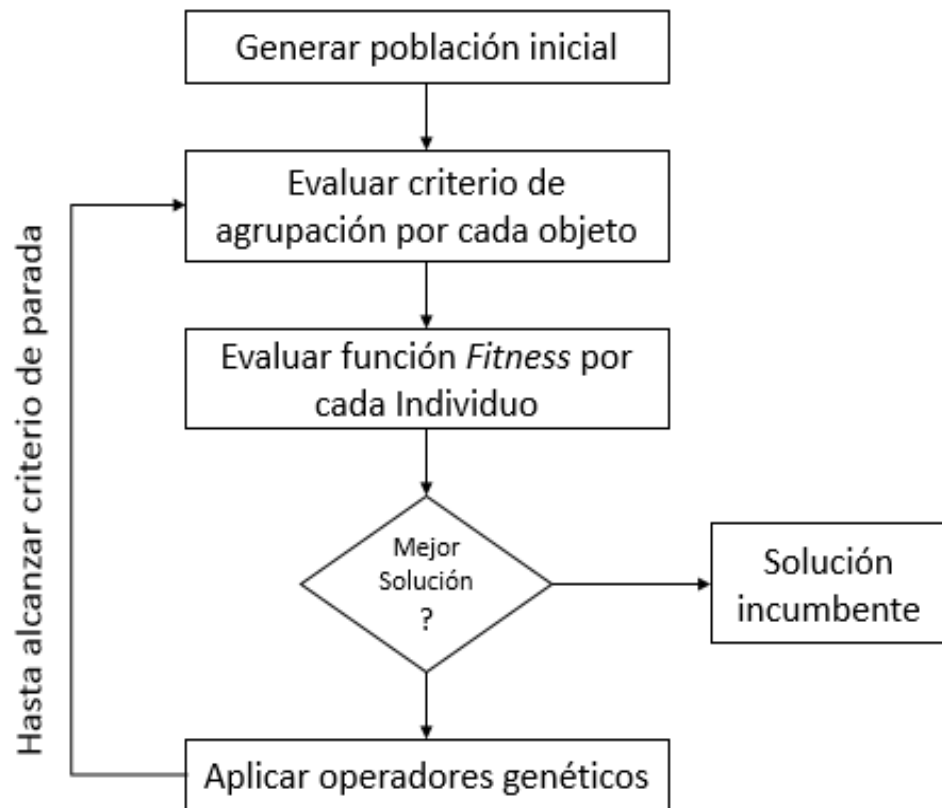 Generar población inicial
Evaluar criterio de
agrupación por cada objeto
Evaluar función Fitness por
cada Individuo
Mejor
Solución
?
Solución
incumbente
Aplicar operadores genéticos
Hasta alcanzar criterio de parada